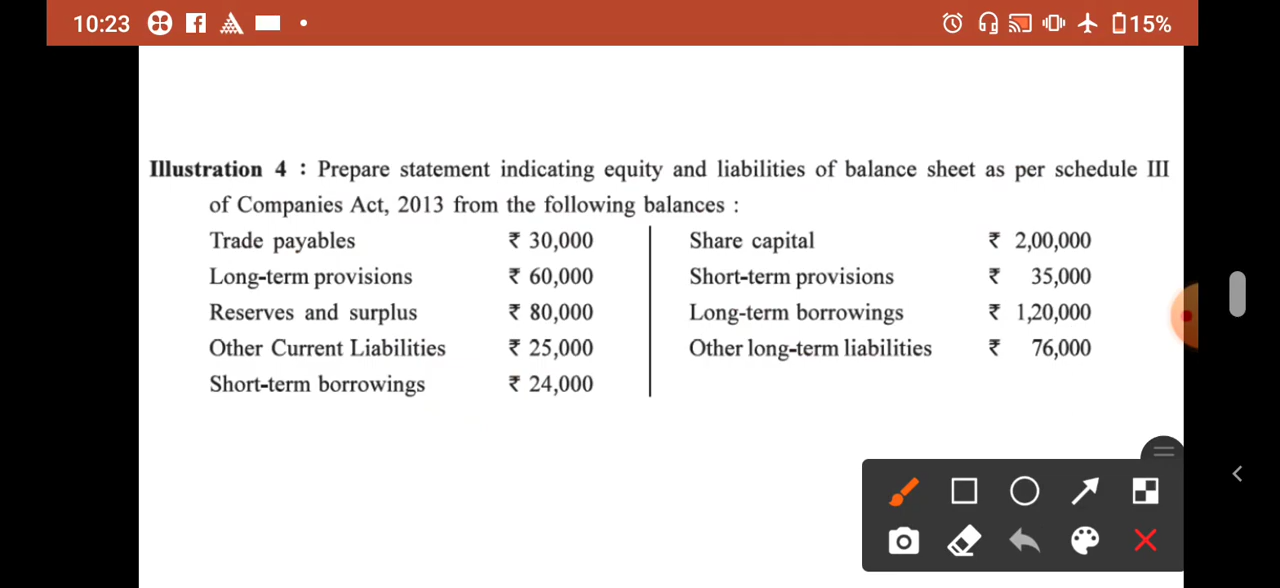 10:23
15%
Illustration 4 : Prepare statement indicating equity and liabilities of balance sheet as per schedule III
of Companies Act, 2013 from the following balances :
Trade payables ₹ 30,000 Share capital ₹ 2,00,000
Long-term provisions ₹ 60,000 Short-term provisions ₹ 35,000
Reserves and surplus ₹ 80,000 Long-term borrowings ₹ 1,20,000
Other Current Liabilities ₹ 25,000 Other long-term liabilities ₹ 76,000
Short-term borrowings ₹ 24,000